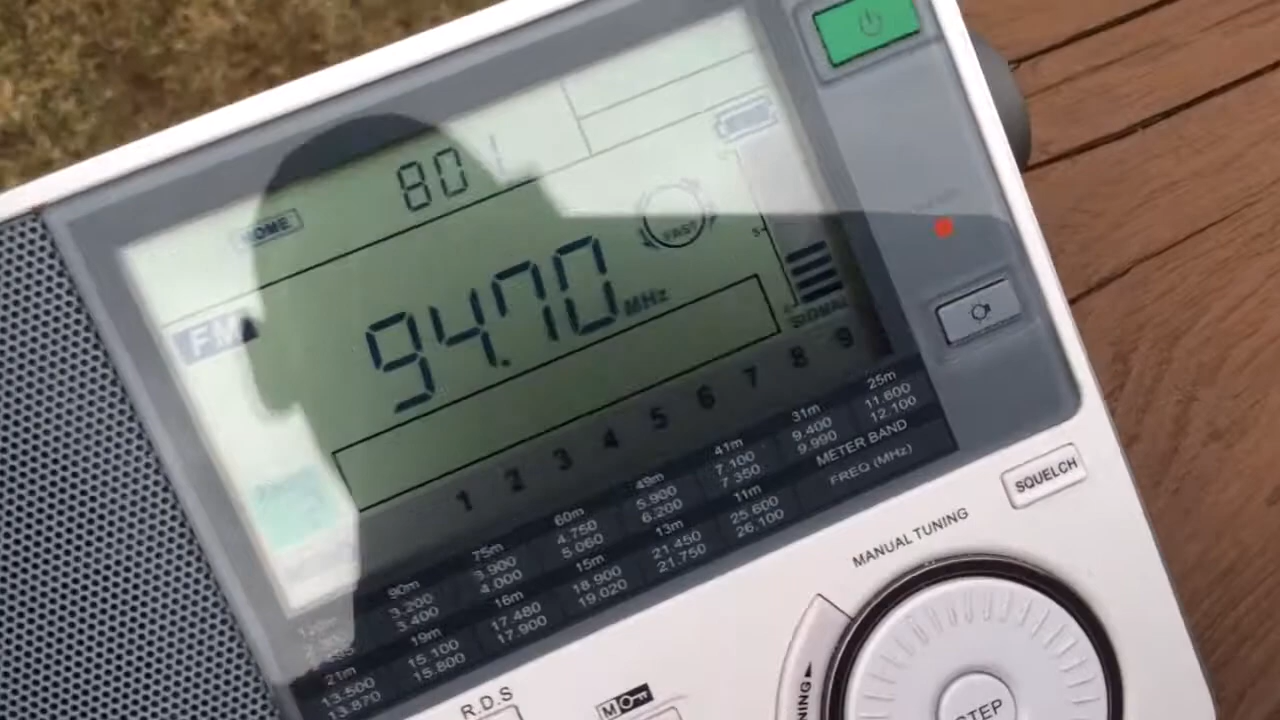 80
HOME
FAST
FM
94.70 MHz
5
SIGNAL
1 2 3 4 5 6 7 8 9
90m 75m 60m 49m 41m 31m 25m
3.200 3.900 4.750 5.900 7.100 9.400 11.600
3.400 4.000 5.060 6.200 7.350 9.990 12.100
21m 19m 16m 15m 13m 11m METER BAND
13.500 15.100 17.480 18.900 21.450 25.600 FREQ (MHz)
13.870 15.800 17.900 19.020 21.750 26.100
SQUELCH
MANUAL TUNING
R.D.S
STEP